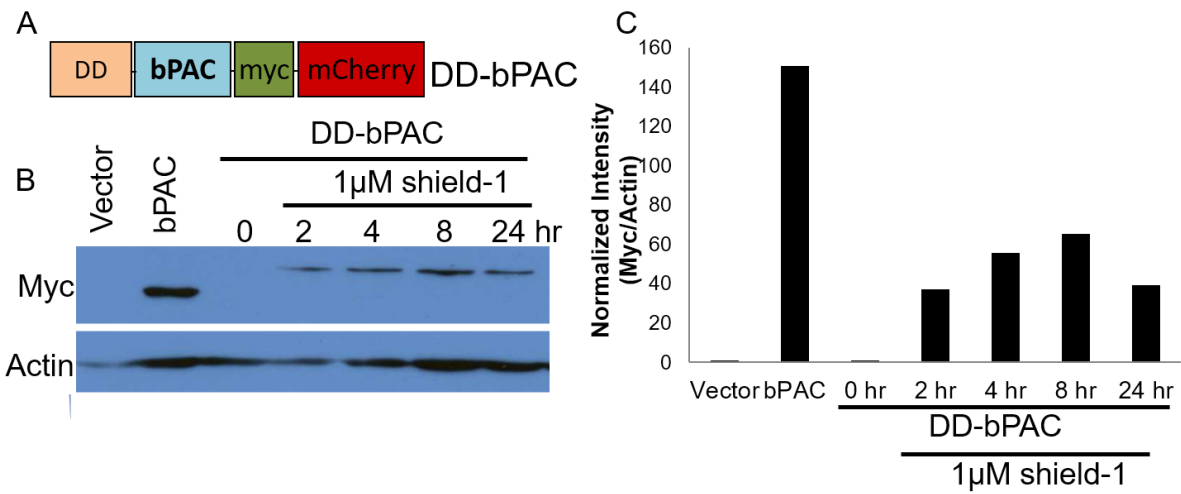 A
DD bPAC myc mCherry DD-bPAC
B
Vector bPAC DD-bPAC
1µM shield-1
0 2 4 8 24 hr
Myc
Actin
C
Normalized Intensity
(Myc/Actin)
160
140
120
100
80
60
40
20
0
Vector bPAC 0 hr 2 hr 4 hr 8 hr 24 hr
DD-bPAC
1µM shield-1